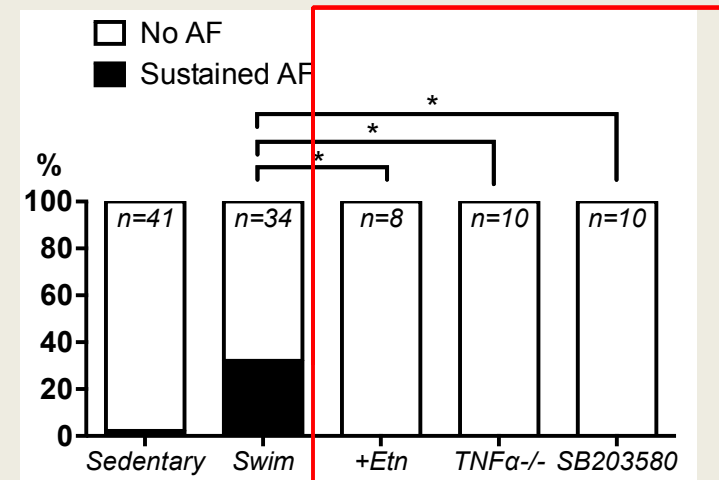 No AF
Sustained AF
*
*
*
%
100
n=41 n=34 n=8 n=10 n=10
80
60
40
20
0
Sedentary Swim +Etn TNFα-/- SB203580